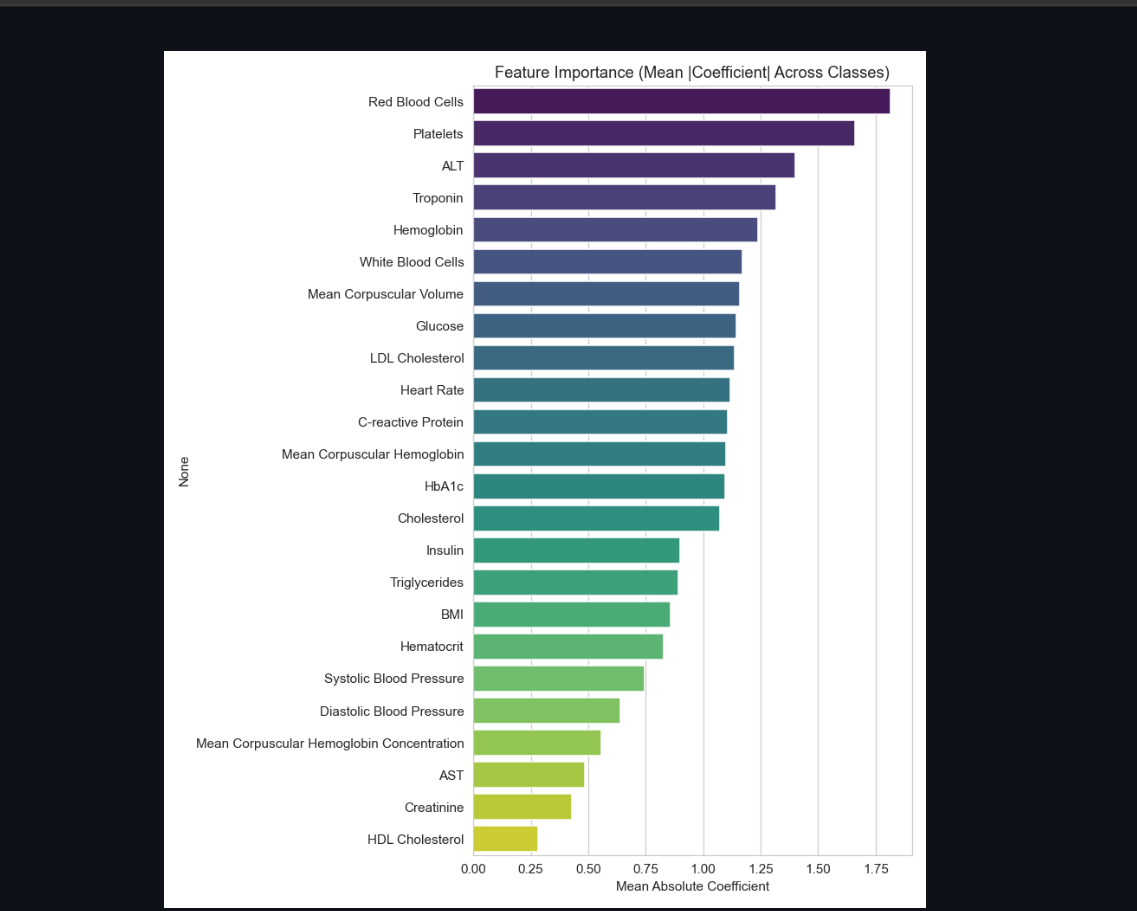 Feature Importance (Mean |Coefficient| Across Classes)
Red Blood Cells
Platelets
ALT
Troponin
Hemoglobin
White Blood Cells
Mean Corpuscular Volume
Glucose
LDL Cholesterol
Heart Rate
C-reactive Protein
Mean Corpuscular Hemoglobin
HbA1c
Cholesterol
Insulin
Triglycerides
BMI
Hematocrit
Systolic Blood Pressure
Diastolic Blood Pressure
Mean Corpuscular Hemoglobin Concentration
AST
Creatinine
HDL Cholesterol
None
0.00 0.25 0.50 0.75 1.00 1.25 1.50 1.75
Mean Absolute Coefficient